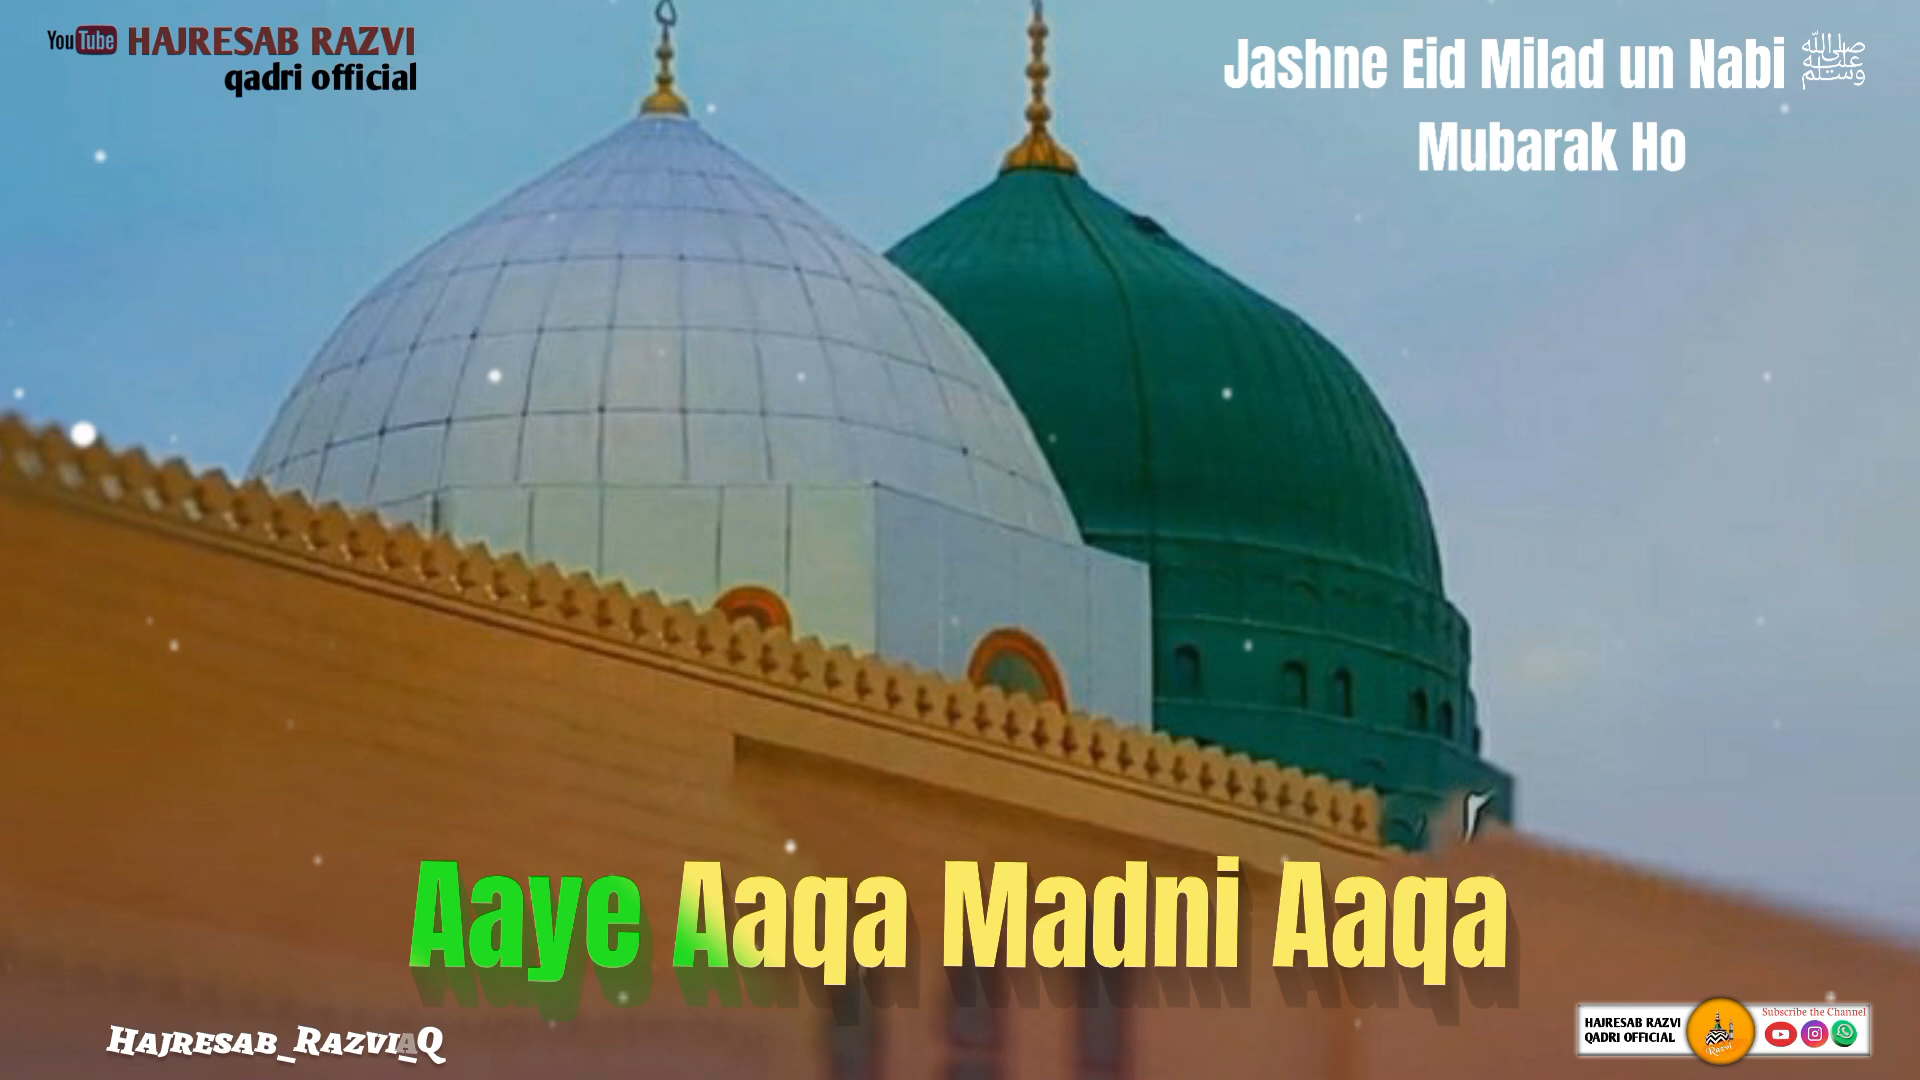 YouTube HAJRESAB RAZVI
qadri official
Jashne Eid Milad un Nabi ﷺ
Mubarak Ho
Aaye Aaqa Madni Aaqa
Hajresab_Razvi_Q
HAJRESAB RAZVI
QADRI OFFICIAL
Razvi
Subscribe the Channel